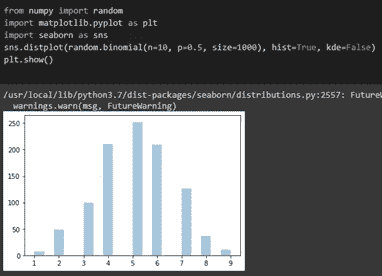 from numpy import random
import matplotlib.pyplot as plt
import seaborn as sns
sns.distplot(random.binomial(n=10, p=0.5, size=1000), hist=True, kde=False)
plt.show()
/usr/local/lib/python3.7/dist-packages/seaborn/distributions.py:2557: Futur
warnings.warn(msg, FutureWarning)
250
200
150
100
50
0
1 2 3 4 5 6 7 8 9